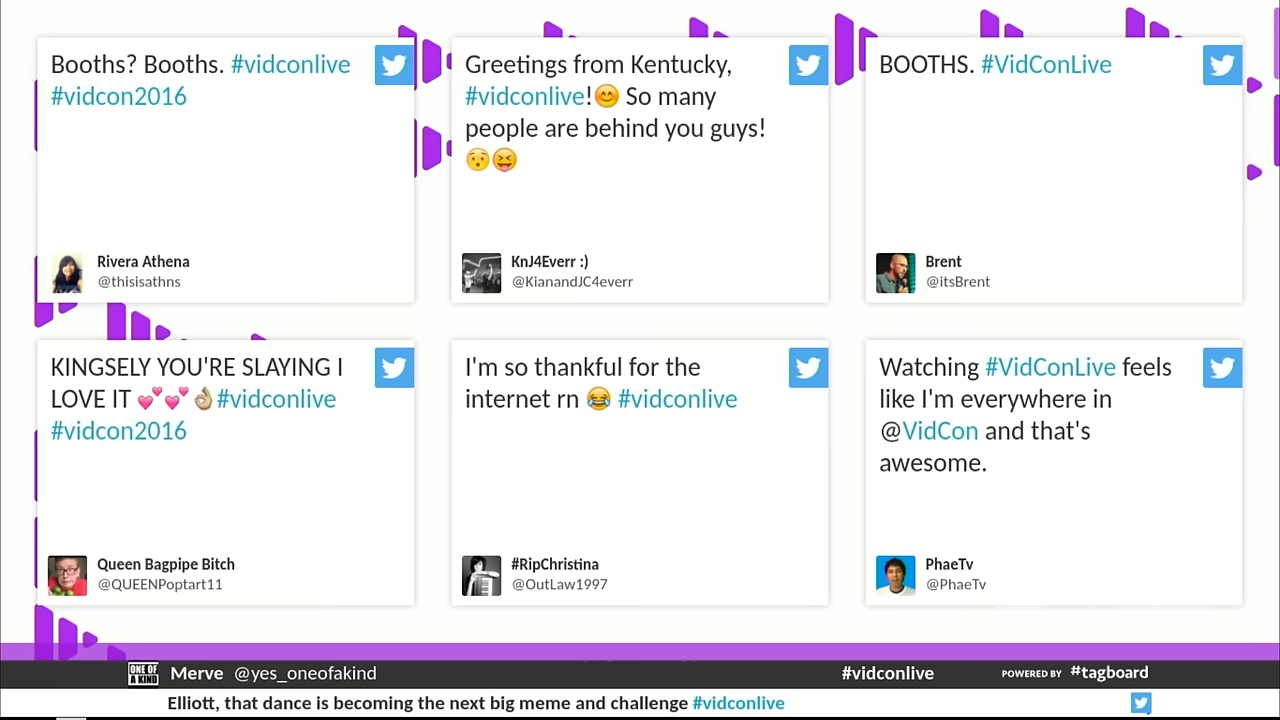 Booths? Booths. #vidconlive
#vidcon2016
Rivera Athena
@thisisathns
Greetings from Kentucky,
#vidconlive!😊 So many
people are behind you guys!
😯😝
KnJ4Everr :)
@KianandJC4everr
BOOTHS. #VidConLive
Brent
@itsBrent
KINGSELY YOU'RE SLAYING I
LOVE IT 💕💕👌🏼#vidconlive
#vidcon2016
Queen Bagpipe Bitch
@QUEENPoptart11
I'm so thankful for the
internet rn 😂 #vidconlive
#RipChristina
@OutLaw1997
Watching #VidConLive feels
like I'm everywhere in
@VidCon and that's
awesome.
PhaeTv
@PhaeTv
ONE OF
A KIND
Merve @yes_oneofakind
#vidconlive
POWERED BY #tagboard
Elliott, that dance is becoming the next big meme and challenge #vidconlive